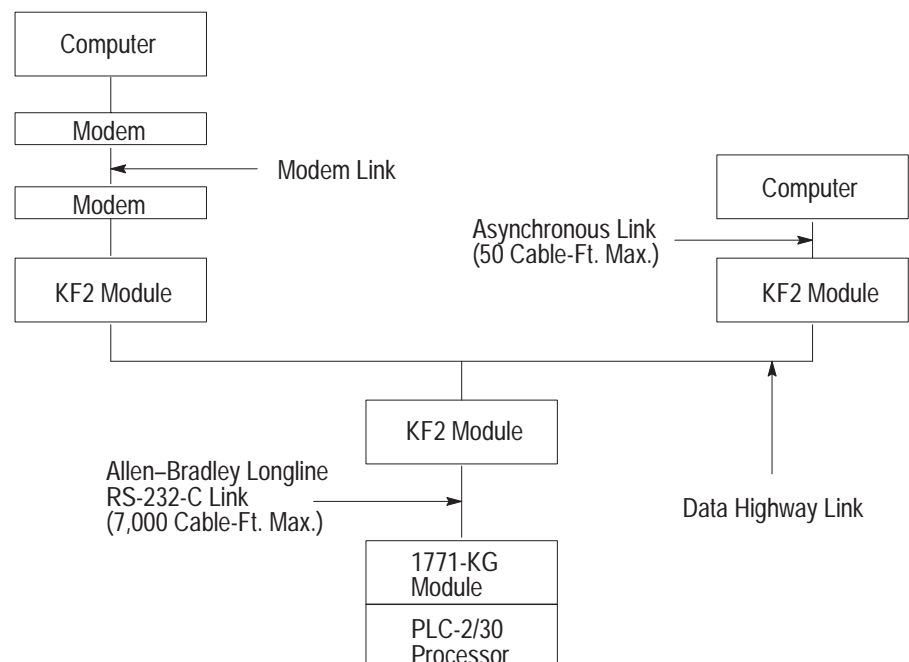 Computer
Modem
Modem Link
Modem
Computer
Asynchronous Link
(50 Cable-Ft. Max.)
KF2 Module
KF2 Module
KF2 Module
Allen–Bradley Longline
RS-232-C Link
(7,000 Cable-Ft. Max.)
Data Highway Link
1771-KG
Module
PLC-2/30
Processor